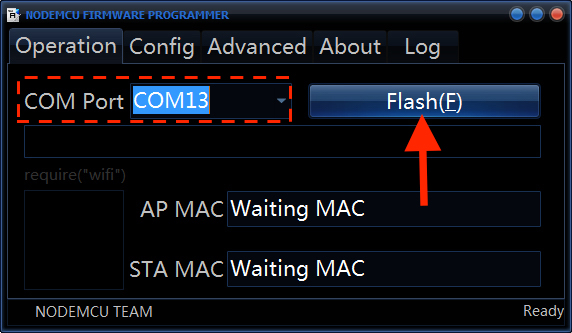 NODEMCU FIRMWARE PROGRAMMER
Operation Config Advanced About Log
COM Port COM13 Flash(F)
require("wifi")
AP MAC Waiting MAC
STA MAC Waiting MAC
NODEMCU TEAM Ready